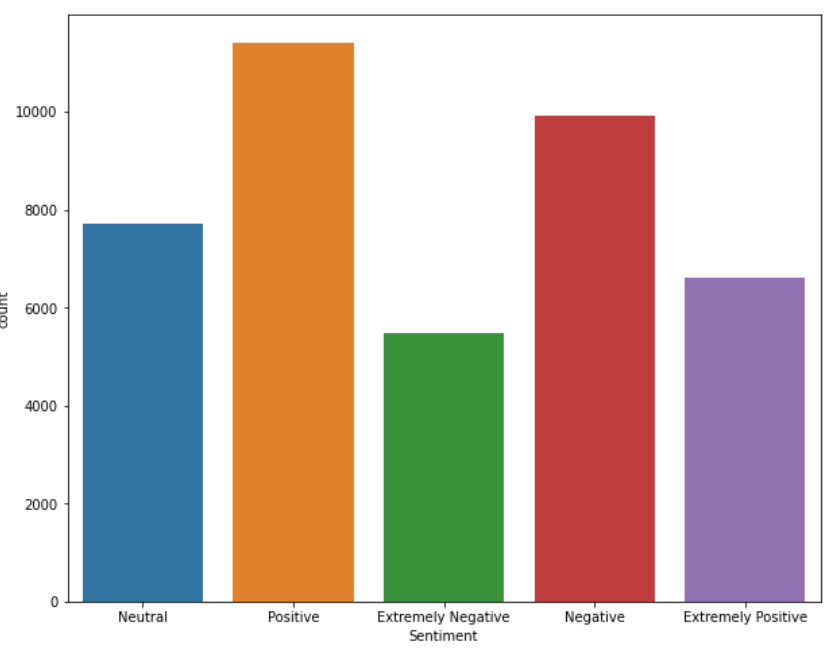 10000
8000
6000
4000
2000
0
count
Neutral Positive Extremely Negative Negative Extremely Positive
Sentiment